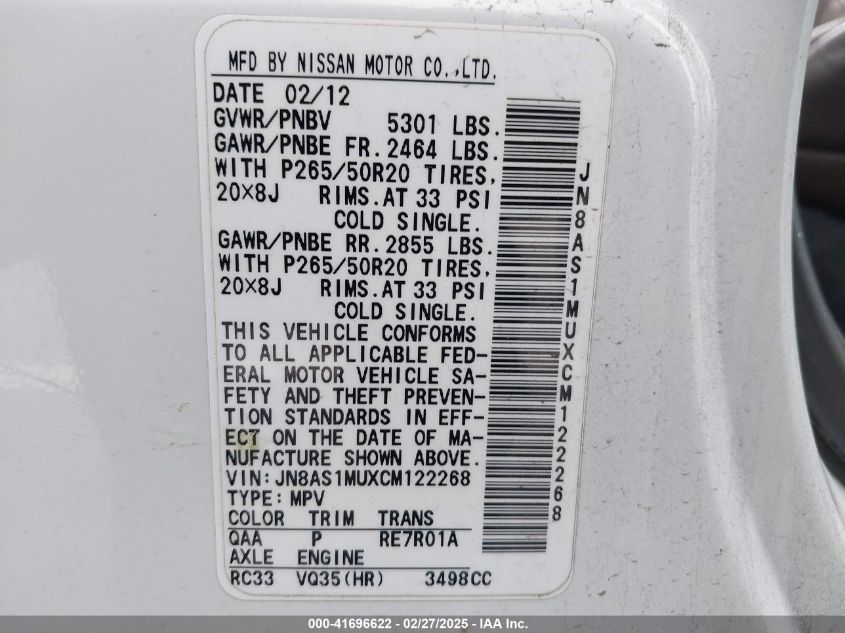 MFD BY NISSAN MOTOR CO.,LTD.
DATE 02/12
GVWR/PNBV 5301 LBS.
GAWR/PNBE FR. 2464 LBS.
WITH P265/50R20 TIRES,
20×8J RIMS. AT 33 PSI
COLD SINGLE.
GAWR/PNBE RR. 2855 LBS.
WITH P265/50R20 TIRES,
20×8J RIMS. AT 33 PSI
COLD SINGLE.
THIS VEHICLE CONFORMS
TO ALL APPLICABLE FED-
ERAL MOTOR VEHICLE SA-
FETY AND THEFT PREVEN-
TION STANDARDS IN EFF-
ECT ON THE DATE OF MA-
NUFACTURE SHOWN ABOVE.
VIN:JN8AS1MUXCM122268
TYPE:MPV
COLOR TRIM TRANS
QAA P RE7R01A
AXLE ENGINE
RC33 VQ35(HR) 3498CC
JN8AS1MUXCM122268
000-41696622 - 02/27/2025 - IAA Inc.